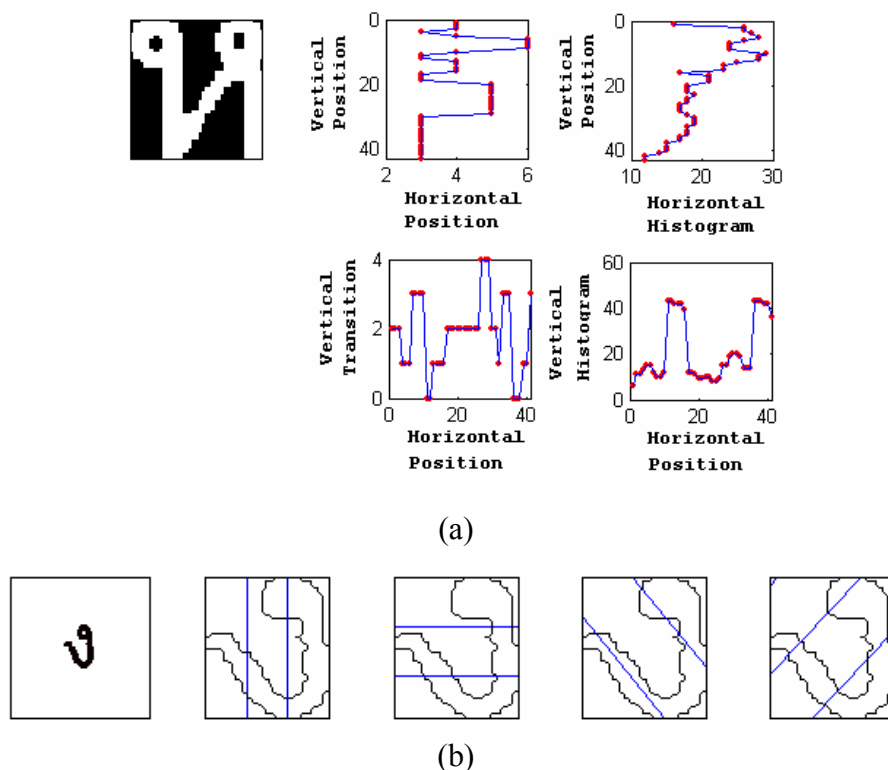 ห
0
20
40
Vertical
Position
2 4 6
Horizontal
Position
0
20
40
Vertical
Position
10 20 30
Horizontal
Histogram
4
2
0
Vertical
Transition
0 20 40
Horizontal
Position
60
40
20
0
Vertical
Histogram
0 20 40
Horizontal
Position
(a)
ง
(b)